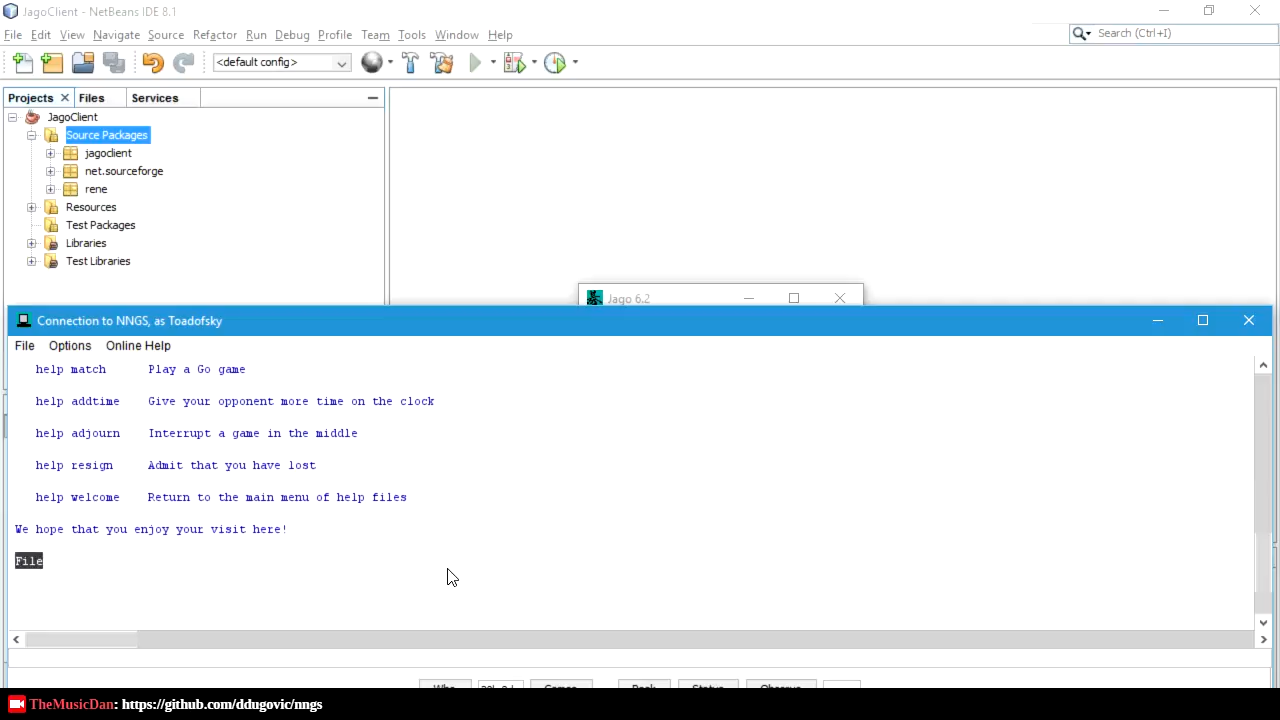 JagoClient - NetBeans IDE 8.1
File Edit View Navigate Source Refactor Run Debug Profile Team Tools Window Help
Search (Ctrl+I)
<default config>
Projects Files Services
JagoClient
Source Packages
jagoclient
net.sourceforge
rene
Resources
Test Packages
Libraries
Test Libraries
Jago 6.2
Connection to NNGS, as Toadofsky
File Options Online Help
help match Play a Go game
help addtime Give your opponent more time on the clock
help adjourn Interrupt a game in the middle
help resign Admit that you have lost
help welcome Return to the main menu of help files
We hope that you enjoy your visit here!
File
Who Games Peek Status Observe
TheMusicDan: https://github.com/ddugovic/nngs